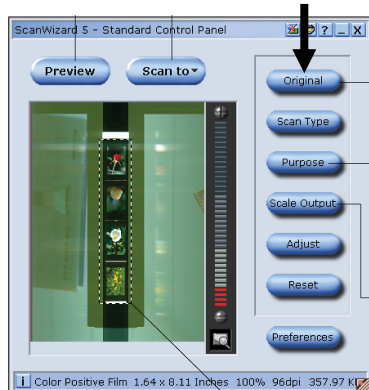 ScanWizard 5 - Standard Control Panel
Preview
Scan to
Original
Scan Type
Purpose
Scale Output
Adjust
Reset
Preferences
Color Positive Film 1.64 x 8.11 Inches 100% 96dpi 357.97 K